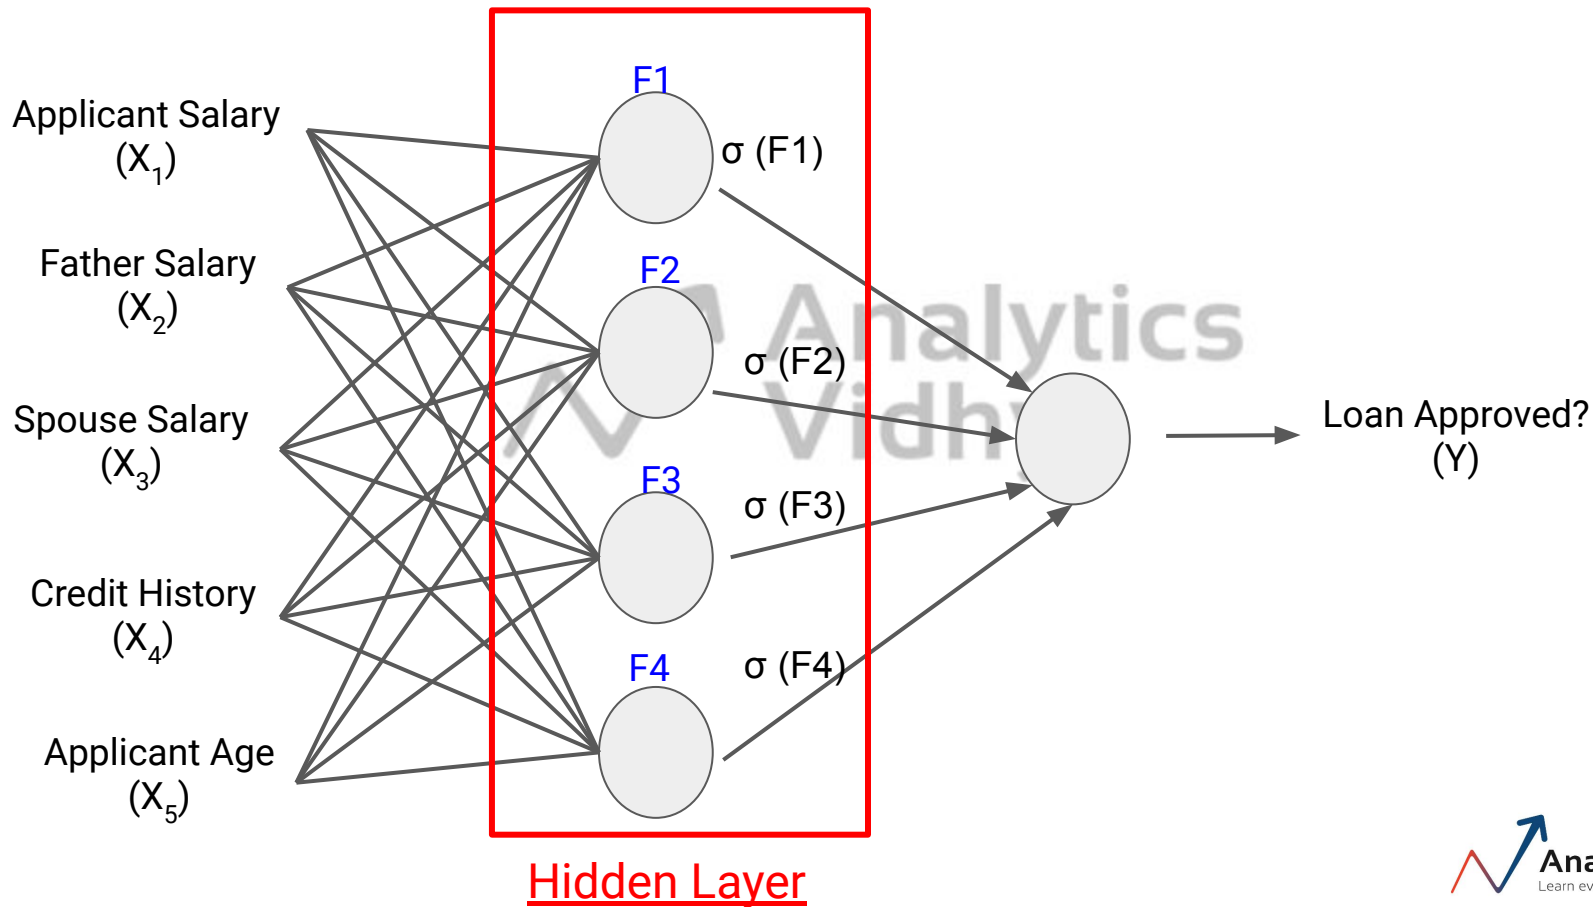 Applicant Salary
(X1)
Father Salary
(X2)
Spouse Salary
(X3)
Credit History
(X4)
Applicant Age
(X5)
F1
σ (F1)
F2
σ (F2)
F3
σ (F3)
F4
σ (F4)
Hidden Layer
Analytics
Loan Approved?
(Y)